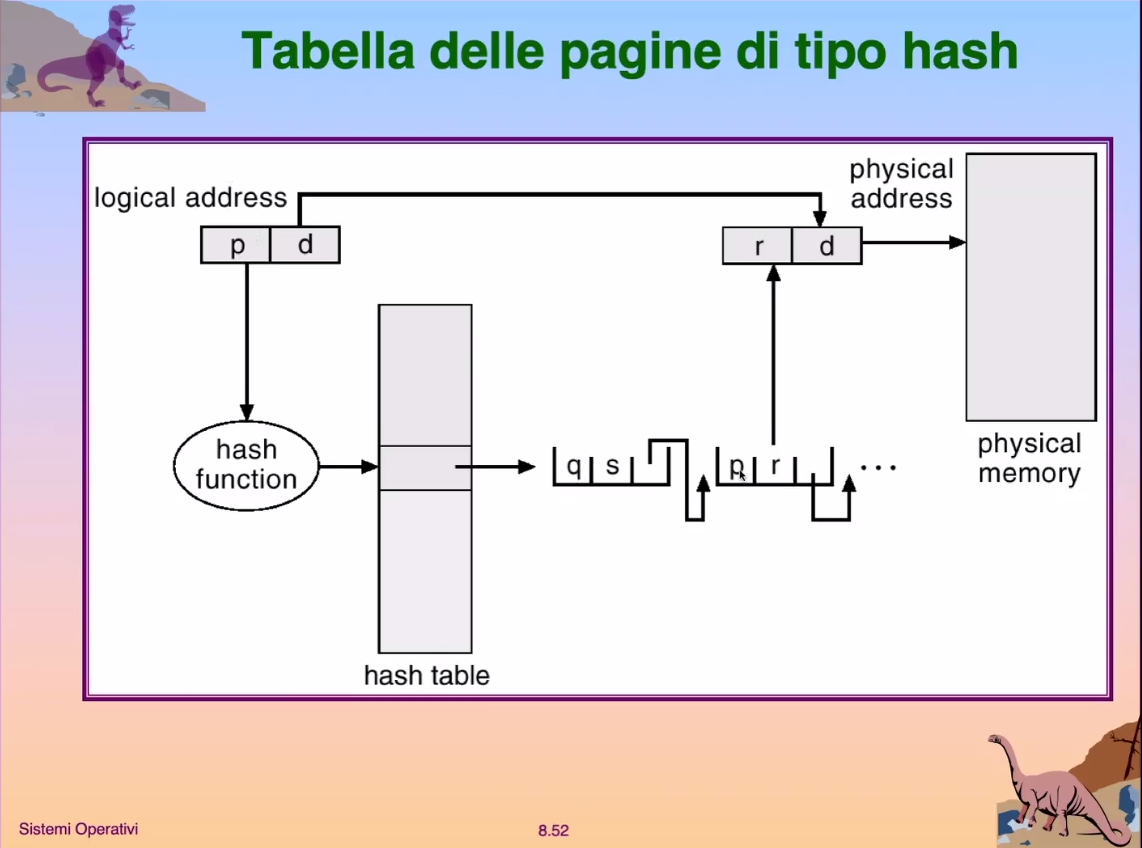 Tabella delle pagine di tipo hash
logical address
physical
address
p d
r d
hash
function
q s
p r
...
physical
memory
hash table
Sistemi Operativi
8.52